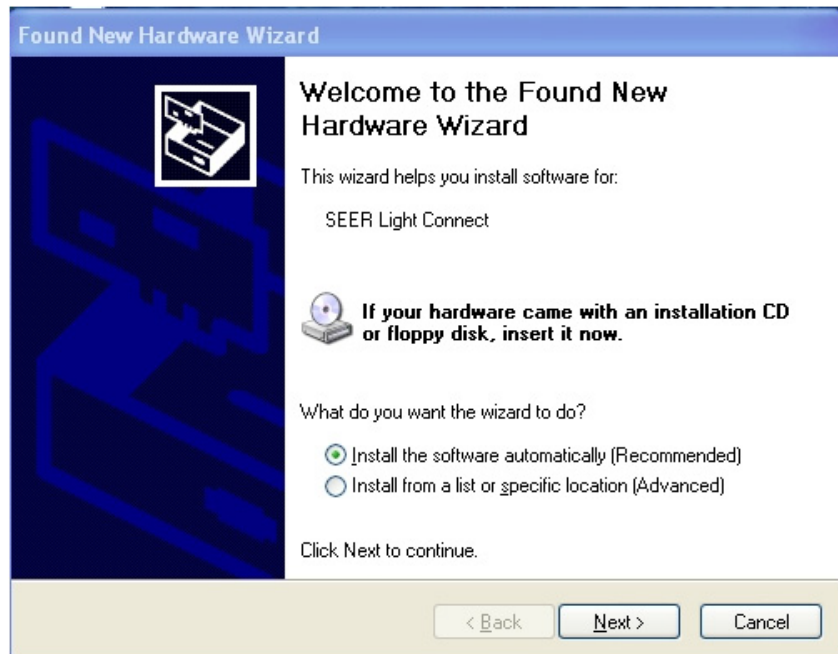 Found New Hardware Wizard
Welcome to the Found New
Hardware Wizard
This wizard helps you install software for:
SEER Light Connect
If your hardware came with an installation CD
or floppy disk, insert it now.
What do you want the wizard to do?
Install the software automatically (Recommended)
Install from a list or specific location (Advanced)
Click Next to continue.
< Back Next > Cancel